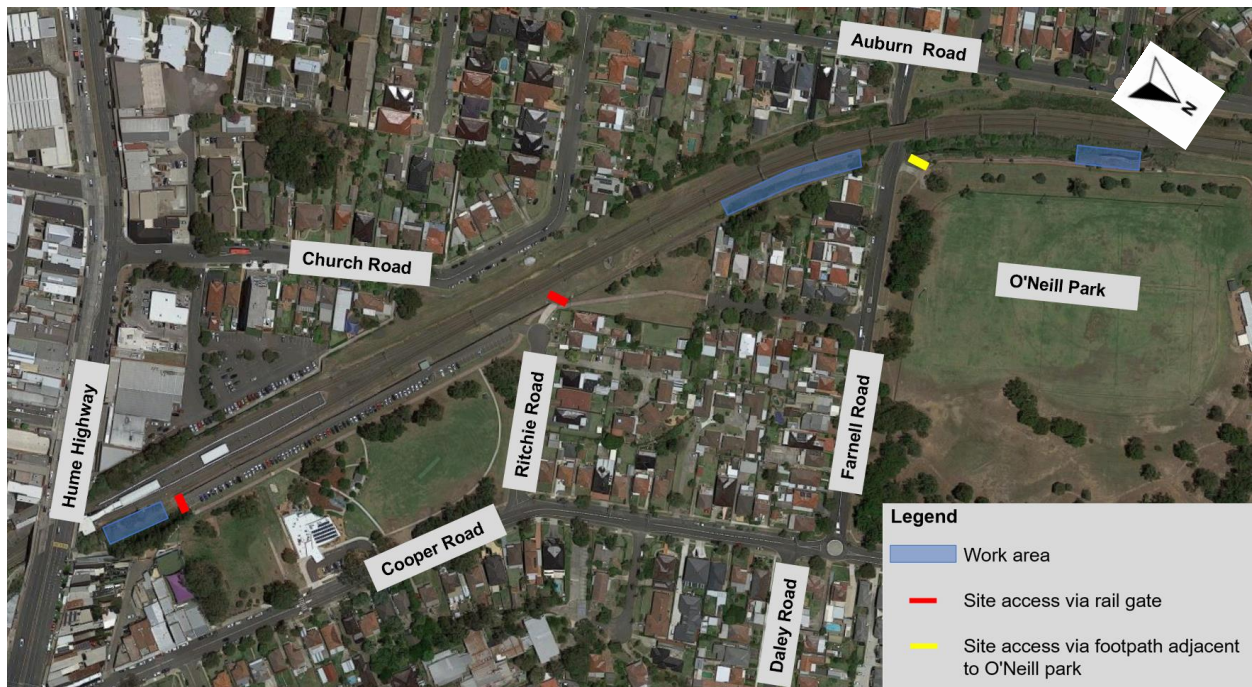 Auburn Road
N
Church Road
O'Neill Park
Hume Highway
Ritchie Road
Farnell Road
Cooper Road
Daley Road
Legend
Work area
Site access via rail gate
Site access via footpath adjacent
to O'Neill park